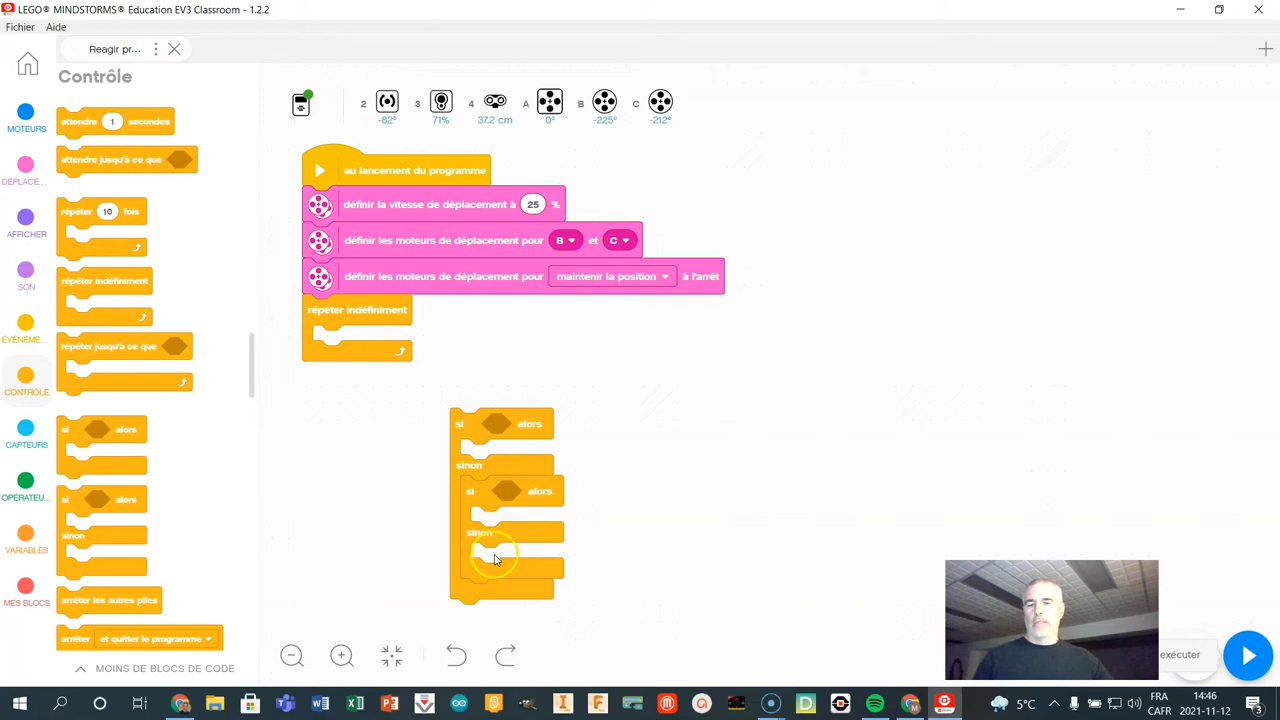 LEGO® MINDSTORMS® Education EV3 Classroom - 1.2.2
Fichier Aide
Reagir pr...
Contrôle
MOTEURS
DÉPLACE...
AFFICHER
SON
ÉVÉNEME...
CONTRÔLE
CAPTEURS
OPÉRATEU...
VARIABLES
MES BLOCS
attendre 1 secondes
attendre jusqu'à ce que
répéter 10 fois
répéter indéfiniment
répéter jusqu'à ce que
si alors
si alors
sinon
arrêter les autres piles
arrêter et quitter le programme
MOINS DE BLOCS DE CODE
2 3 4 A B C
-82° 71% 37.2 cm 0° -225° -212°
au lancement du programme
définir la vitesse de déplacement à 25 %
définir les moteurs de déplacement pour B et C
définir les moteurs de déplacement pour maintenir la position à l'arrêt
répéter indéfiniment
si alors
sinon
si alors
sinon
exécuter
5°C
FRA
CAFR
14:46
2021-11-12
3